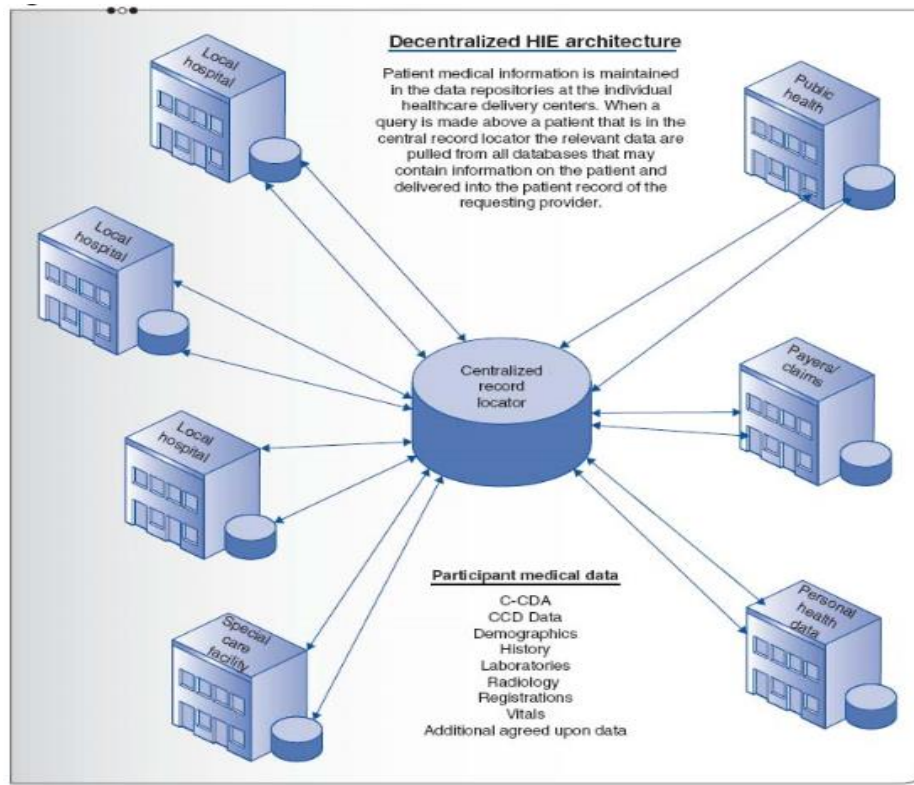 Decentralized HIE architecture
Patient medical information is maintained
in the data repositories at the individual
healthcare delivery centers. When a
query is made above a patient that is in the
central record locator the relevant data are
pulled from all databases that may
contain information on the patient and
delivered into the patient record of the
requesting provider.
Local
hospital
Public
health
Local
hospital
Centralized
record
locator
Payers/
claims
Local
hospital
Special
care
facility
Participant medical data
C-CDA
CCD Data
Demographics
History
Laboratories
Radiology
Registrations
Vitals
Additional agreed upon data
Personal
health
data